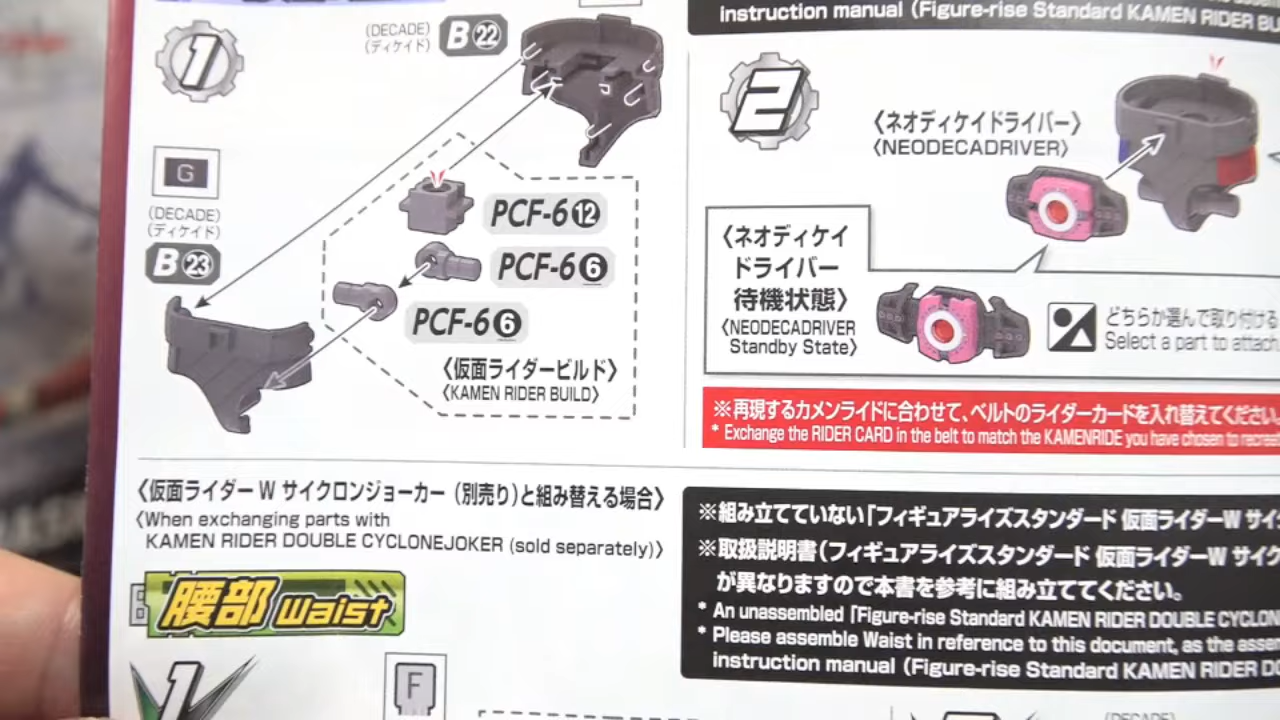 instruction manual (Figure-rise Standard KAMEN RIDER BU
1
(DECADE)
(ディケイド)
B22
G
(DECADE)
(ディケイド)
B23
PCF-6⑫
PCF-6❻
PCF-6❻
〈仮面ライダービルド〉
〈KAMEN RIDER BUILD〉
2
〈ネオディケイドライバー〉
〈NEODECADRIVER〉
〈ネオディケイ
ドライバー
待機状態〉
〈NEODECADRIVER
Standby State〉
どちらか選んで取り付ける
Select a part to attach.
※再現するカメンライドに合わせて、ベルトのライダーカードを入れ替えてください。
* Exchange the RIDER CARD in the belt to match the KAMENRIDE you have chosen to recrea
〈仮面ライダーW サイクロンジョーカー(別売り)と組み替える場合〉
〈When exchanging parts with
KAMEN RIDER DOUBLE CYCLONEJOKER (sold separately)〉
腰部 Waist
1
F
※組み立てていない「フィギュアライズスタンダード 仮面ライダーW サイク
※取扱説明書(フィギュアライズスタンダード 仮面ライダーW サイク
が異なりますので本書を参考に組み立ててください。
* An unassembled「Figure-rise Standard KAMEN RIDER DOUBLE CYCLON
* Please assemble Waist in reference to this document, as the asse
instruction manual (Figure-rise Standard KAMEN RIDER DO
(DECADE)